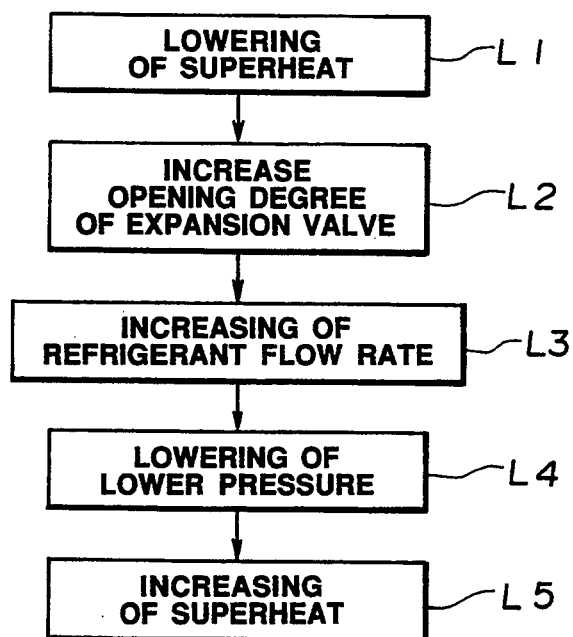 LOWERING
OF SUPERHEAT
L1
INCREASE
OPENING DEGREE
OF EXPANSION VALVE
L2
INCREASING OF
REFRIGERANT FLOW RATE
L3
LOWERING OF
LOWER PRESSURE
L4
INCREASING
OF SUPERHEAT
L5